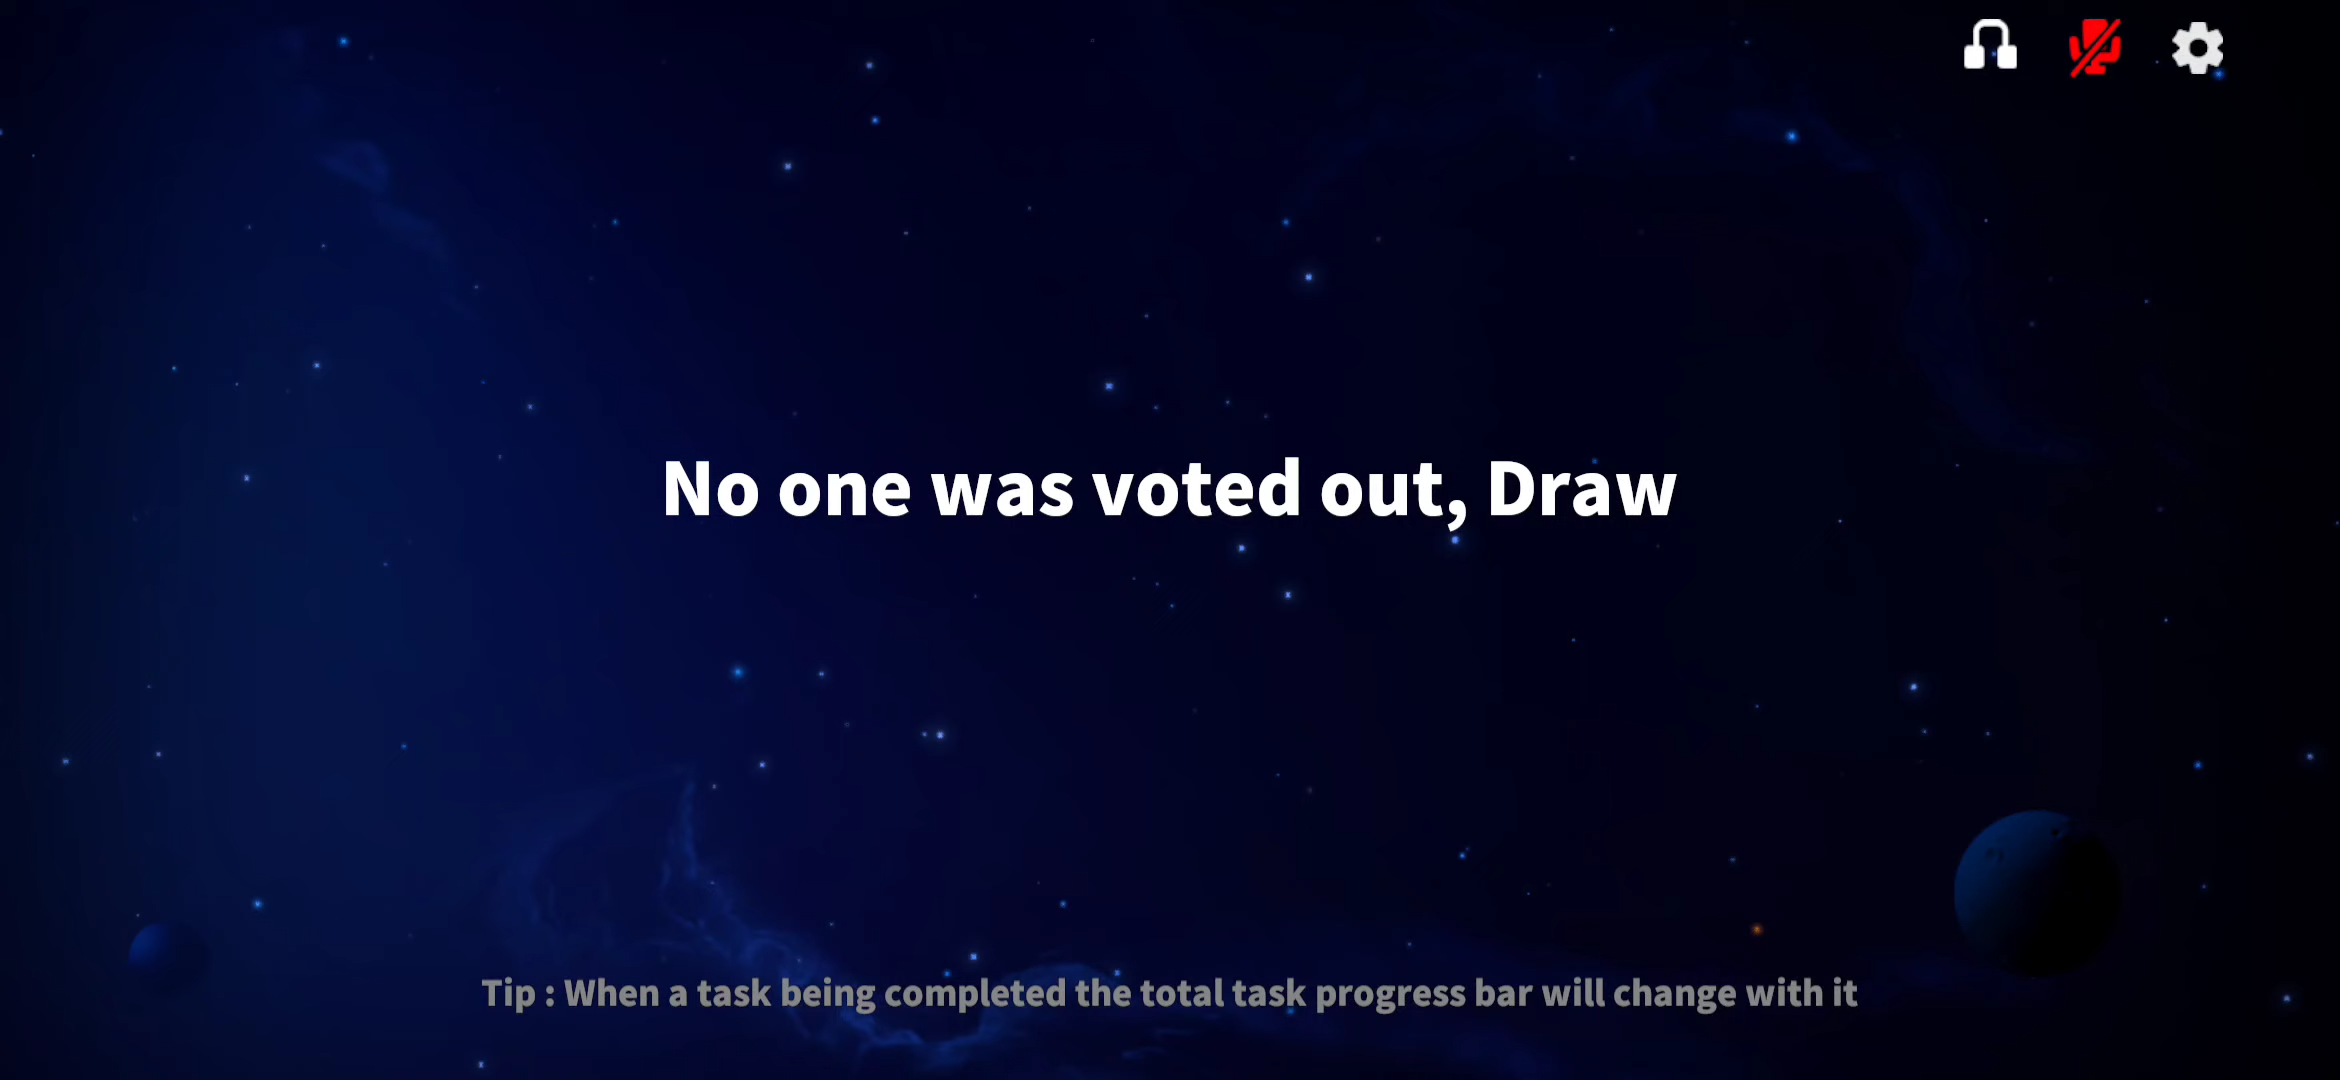 No one was voted out, Draw
Tip : When a task being completed the total task progress bar will change with it